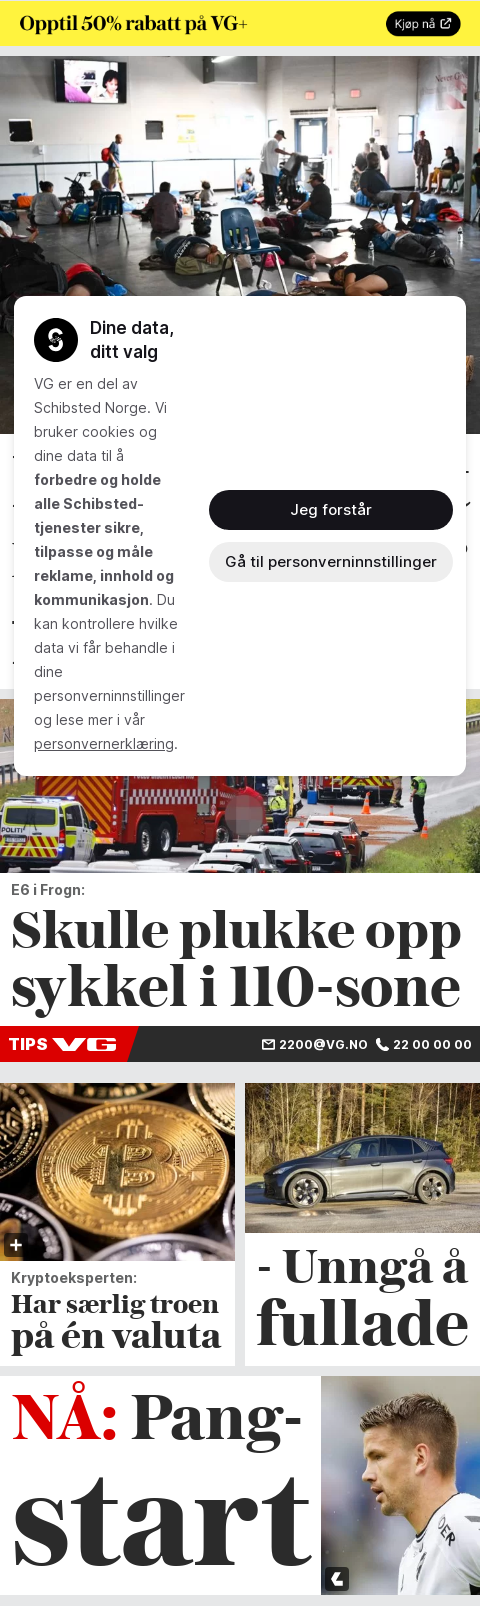 Opptil 50% rabatt på VG+
Kjøp nå
Dine data,
ditt valg
VG er en del av
Schibsted Norge. Vi
bruker cookies og
dine data til å
forbedre og holde
alle Schibsted-
tjenester sikre,
tilpasse og måle
reklame, innhold og
kommunikasjon. Du
kan kontrollere hvilke
data vi får behandle i
dine
personverninnstillinger
og lese mer i vår
personvernerklæring.
Jeg forstår
Gå til personverninnstillinger
POLITI
E6 i Frogn:
Skulle plukke opp
sykkel i 110-sone
TIPS VG
2200@VG.NO 22 00 00 00
Kryptoeksperten:
Har særlig troen
på én valuta
- Unngå å
fullade
NÅ: Pang-
start